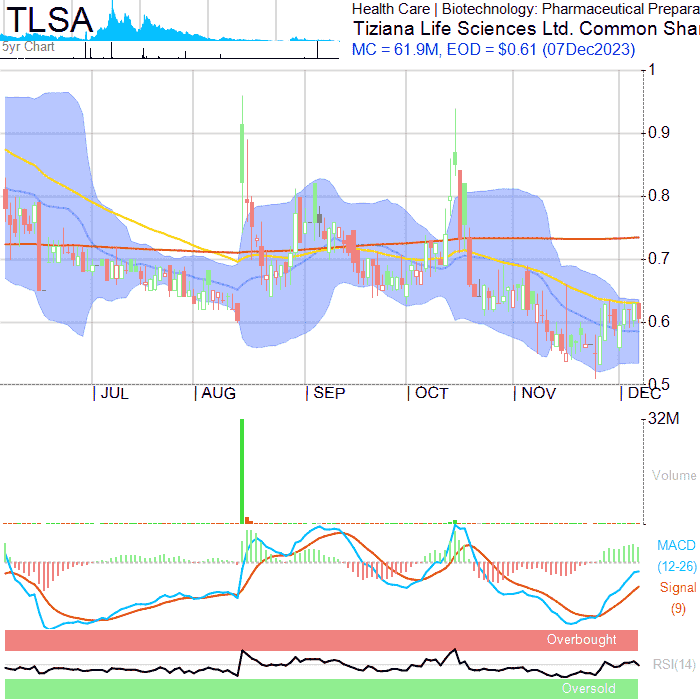 TLSA
5yr Chart
Health Care | Biotechnology: Pharmaceutical Prepara
Tiziana Life Sciences Ltd. Common Shar
MC = 61.9M, EOD = $0.61 (07Dec2023)
1
0.9
0.8
0.7
0.6
0.5
JUL AUG SEP OCT NOV DEC
32M
Volume
MACD
(12-26)
Signal
(9)
Overbought
RSI(14)
Oversold